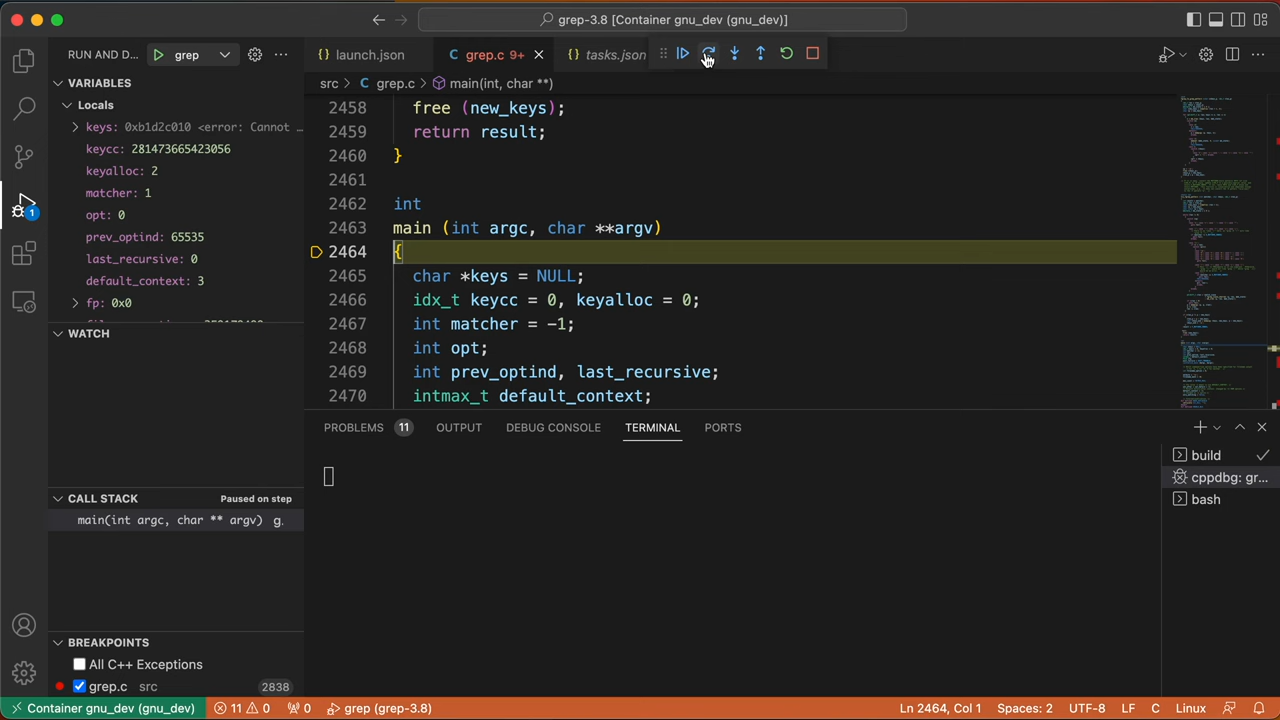 grep-3.8 [Container gnu_dev (gnu_dev)]
RUN AND D...
grep
launch.json
grep.c 9+
tasks.json
src > grep.c > main(int, char **)
VARIABLES
Locals
keys: 0xb1d2c010 <error: Cannot ...
keycc: 281473665423056
keyalloc: 2
matcher: 1
opt: 0
prev_optind: 65535
last_recursive: 0
default_context: 3
fp: 0x0
WATCH
CALL STACK
Paused on step
main(int argc, char ** argv) g.
BREAKPOINTS
All C++ Exceptions
grep.c src 2838
2458 free (new_keys);
2459 return result;
2460 }
2461
2462 int
2463 main (int argc, char **argv)
2464 {
2465 char *keys = NULL;
2466 idx_t keycc = 0, keyalloc = 0;
2467 int matcher = -1;
2468 int opt;
2469 int prev_optind, last_recursive;
2470 intmax_t default_context;
PROBLEMS 11 OUTPUT DEBUG CONSOLE TERMINAL PORTS
build
cppdbg: gr...
bash
1
Container gnu_dev (gnu_dev) 11 0 0 grep (grep-3.8) Ln 2464, Col 1 Spaces: 2 UTF-8 LF C Linux